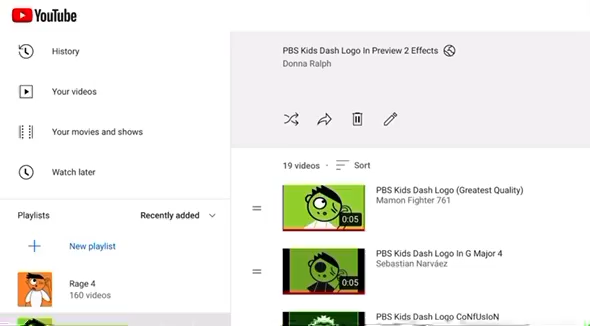 YouTube
History
Your videos
Your movies and shows
Watch later
Playlists
Recently added
New playlist
Rage 4
160 videos
PBS Kids Dash Logo In Preview 2 Effects
Donna Ralph
19 videos · Sort
PBS Kids Dash Logo (Greatest Quality)
Mamon Fighter 761
0:05
PBS Kids Dash Logo In G Major 4
Sebastian Narváez
0:05
PBS Kids Dash Logo CoNfUsIoN